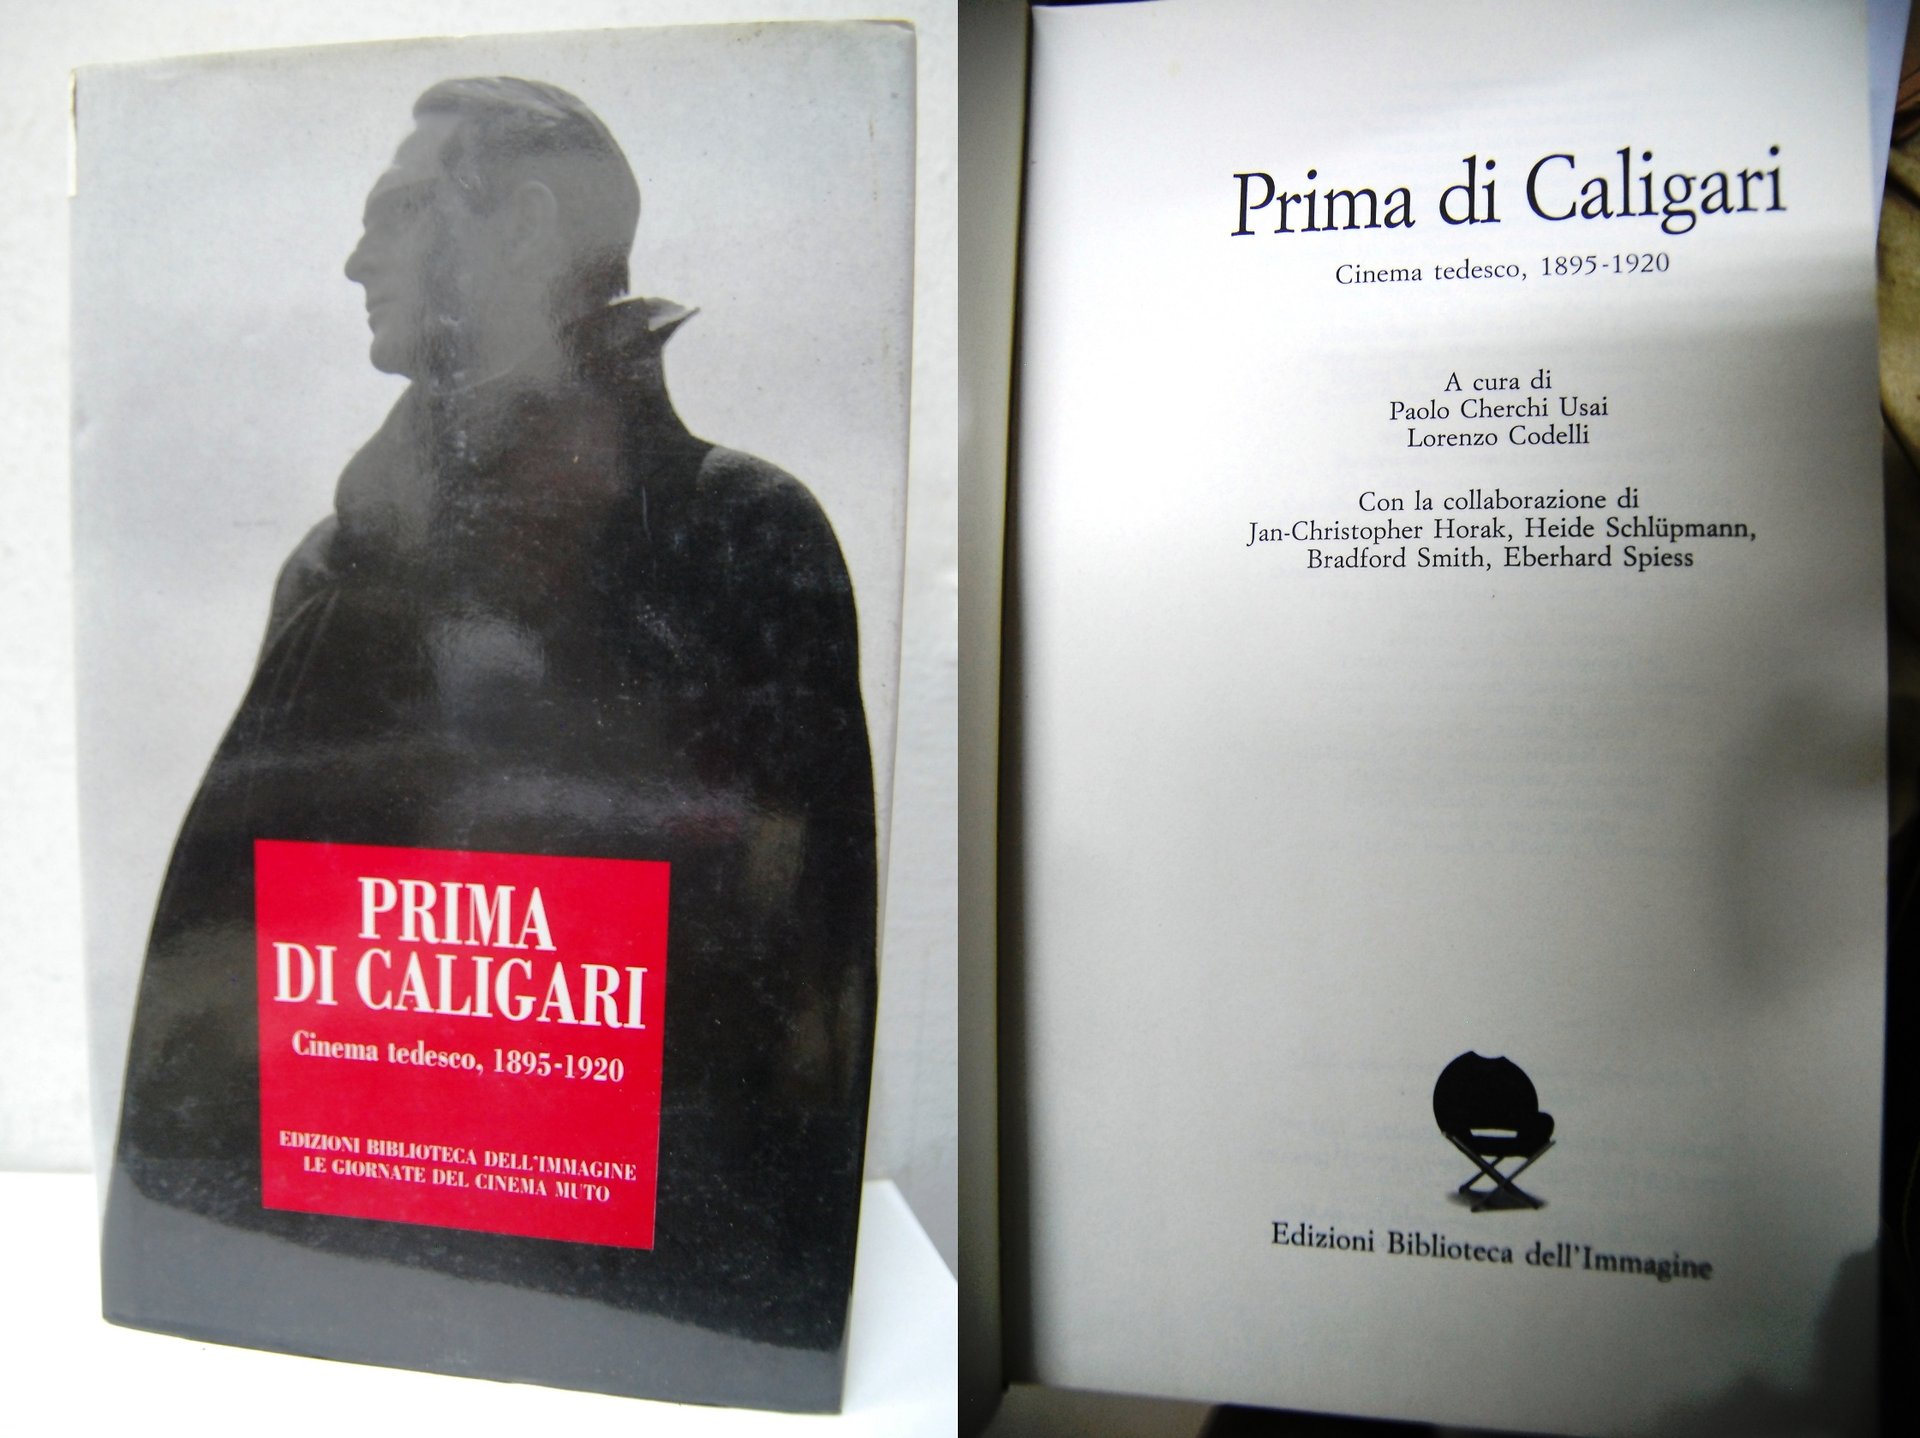 PRIMA
DI CALIGARI
Cinema tedesco, 1895-1920
EDIZIONI BIBLIOTECA DELL'IMMAGINE
LE GIORNATE DEL CINEMA MUTO
Prima di Caligari
Cinema tedesco, 1895-1920
A cura di
Paolo Cherchi Usai
Lorenzo Codelli
Con la collaborazione di
Jan-Christopher Horak, Heide Schlüpmann,
Bradford Smith, Eberhard Spiess
Edizioni Biblioteca dell'Immagine